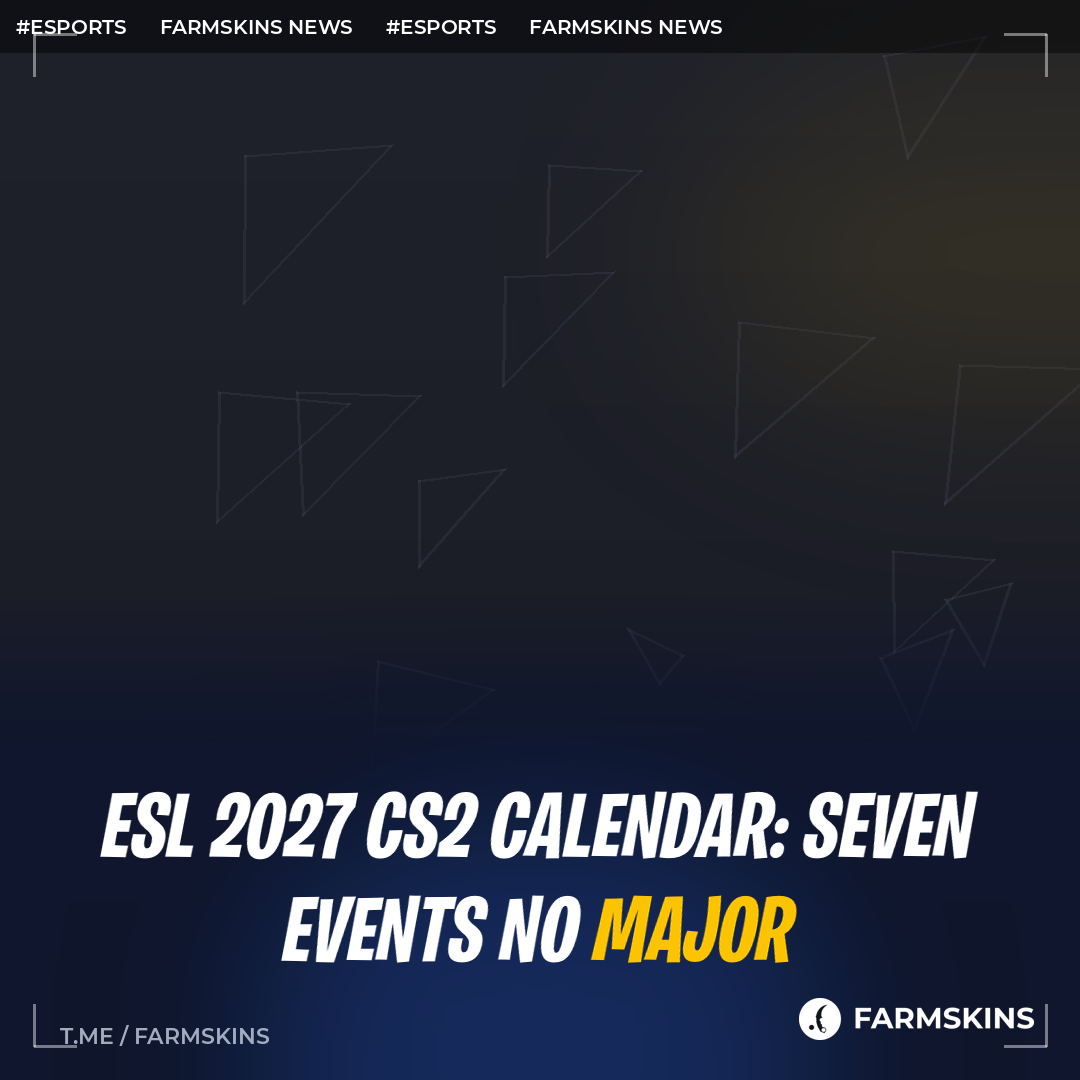 #ESPORTS FARMSKINS NEWS #ESPORTS FARMSKINS NEWS
ESL 2027 CS2 CALENDAR: SEVEN
EVENTS NO MAJOR
T.ME / FARMSKINS
FARMSKINS